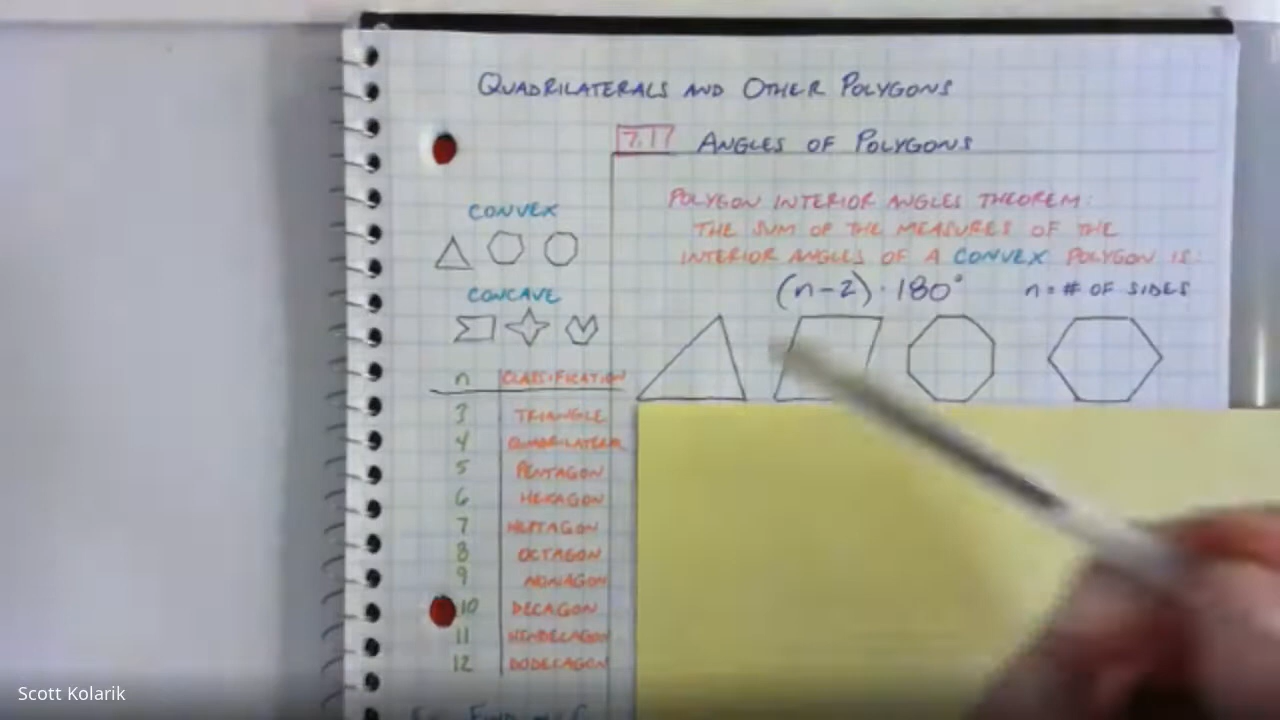 QUADRILATERALS AND OTHER POLYGONS
7.1 ANGLES OF POLYGONS
CONVEX
CONCAVE
n CLASSIFICATION
3 TRIANGLE
4 QUADRILATERAL
5 PENTAGON
6 HEXAGON
7 HEPTAGON
8 OCTAGON
9 NONAGON
10 DECAGON
11 HENDECAGON
12 DODECAGON
POLYGON INTERIOR ANGLES THEOREM:
THE SUM OF THE MEASURES OF THE
INTERIOR ANGLES OF A CONVEX POLYGON IS:
(n-2)·180° n = # OF SIDES
FIND
Scott Kolarik